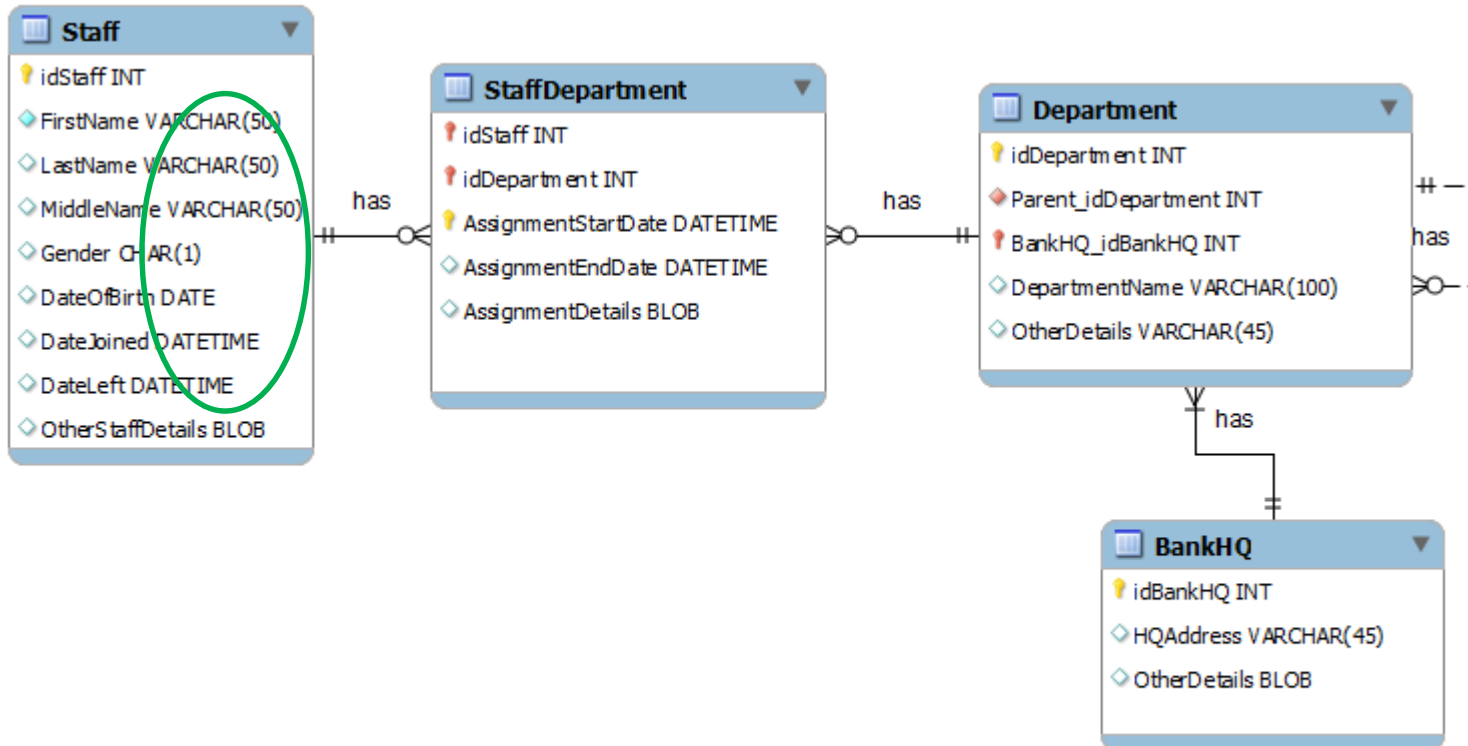 Staff
idStaff INT
FirstName VARCHAR(50)
LastName VARCHAR(50)
MiddleName VARCHAR(50)
Gender CHAR(1)
DateOfBirth DATE
DateJoined DATETIME
DateLeft DATETIME
OtherStaffDetails BLOB
has
StaffDepartment
idStaff INT
idDepartment INT
AssignmentStartDate DATETIME
AssignmentEndDate DATETIME
AssignmentDetails BLOB
has
Department
idDepartment INT
Parent_idDepartment INT
BankHQ_idBankHQ INT
DepartmentName VARCHAR(100)
OtherDetails VARCHAR(45)
has
has
BankHQ
idBankHQ INT
HQAddress VARCHAR(45)
OtherDetails BLOB